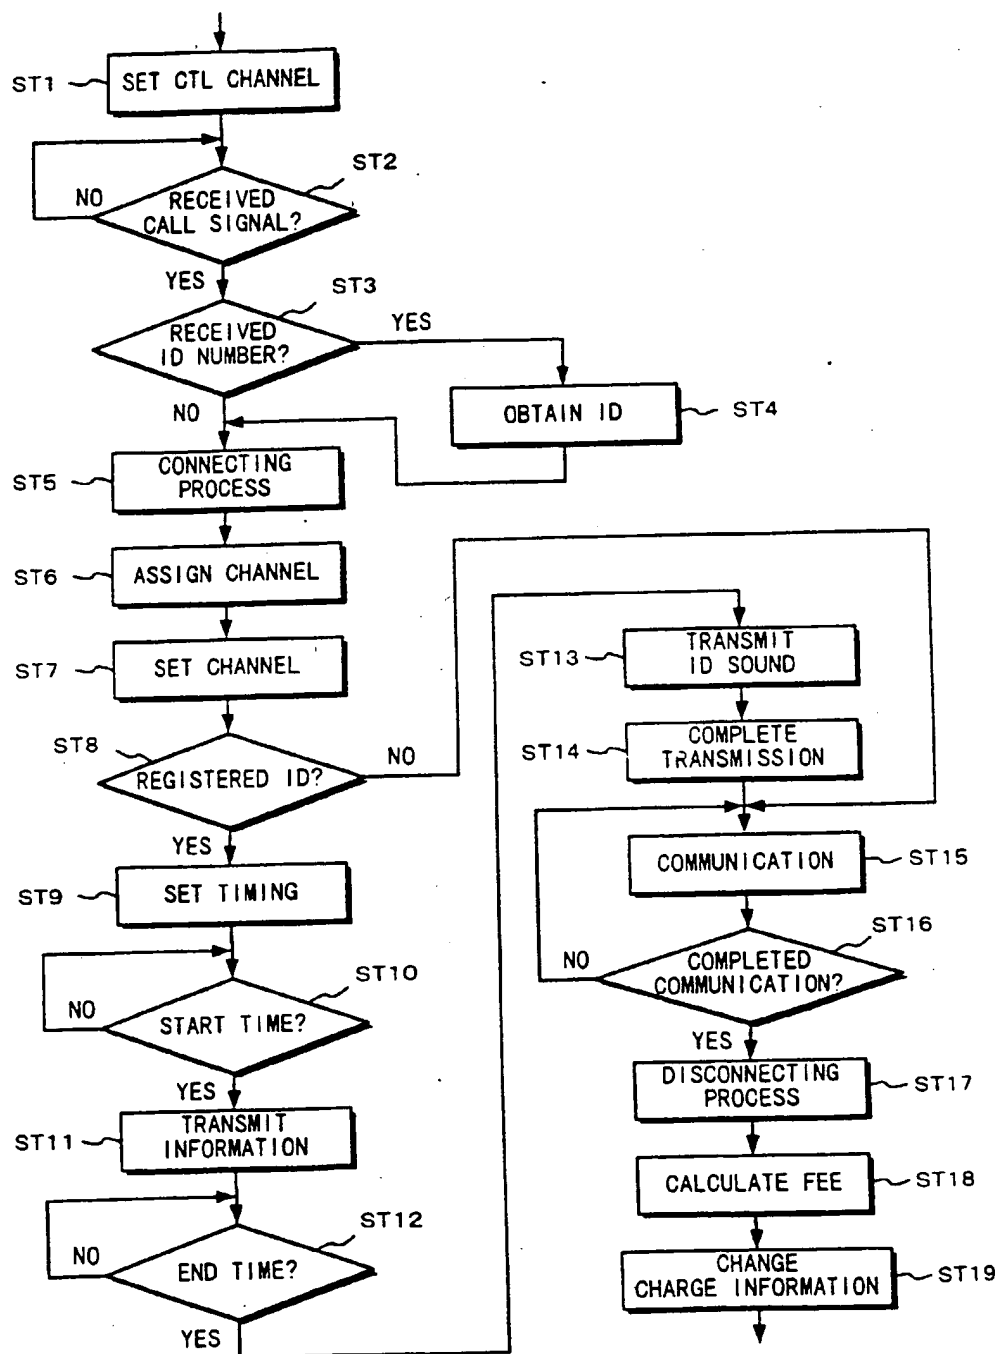 ST1
SET CTL CHANNEL
ST2
NO
RECEIVED
CALL SIGNAL?
YES
ST3
RECEIVED
ID NUMBER?
YES
NO
OBTAIN ID
ST4
ST5
CONNECTING
PROCESS
ST6
ASSIGN CHANNEL
ST7
SET CHANNEL
ST8
REGISTERED ID?
NO
YES
ST9
SET TIMING
ST10
NO
START TIME?
YES
ST11
TRANSMIT
INFORMATION
ST12
NO
END TIME?
YES
ST13
TRANSMIT
ID SOUND
ST14
COMPLETE
TRANSMISSION
COMMUNICATION
ST15
ST16
NO
COMPLETED
COMMUNICATION?
YES
DISCONNECTING
PROCESS
ST17
CALCULATE FEE
ST18
CHANGE
CHARGE INFORMATION
ST19